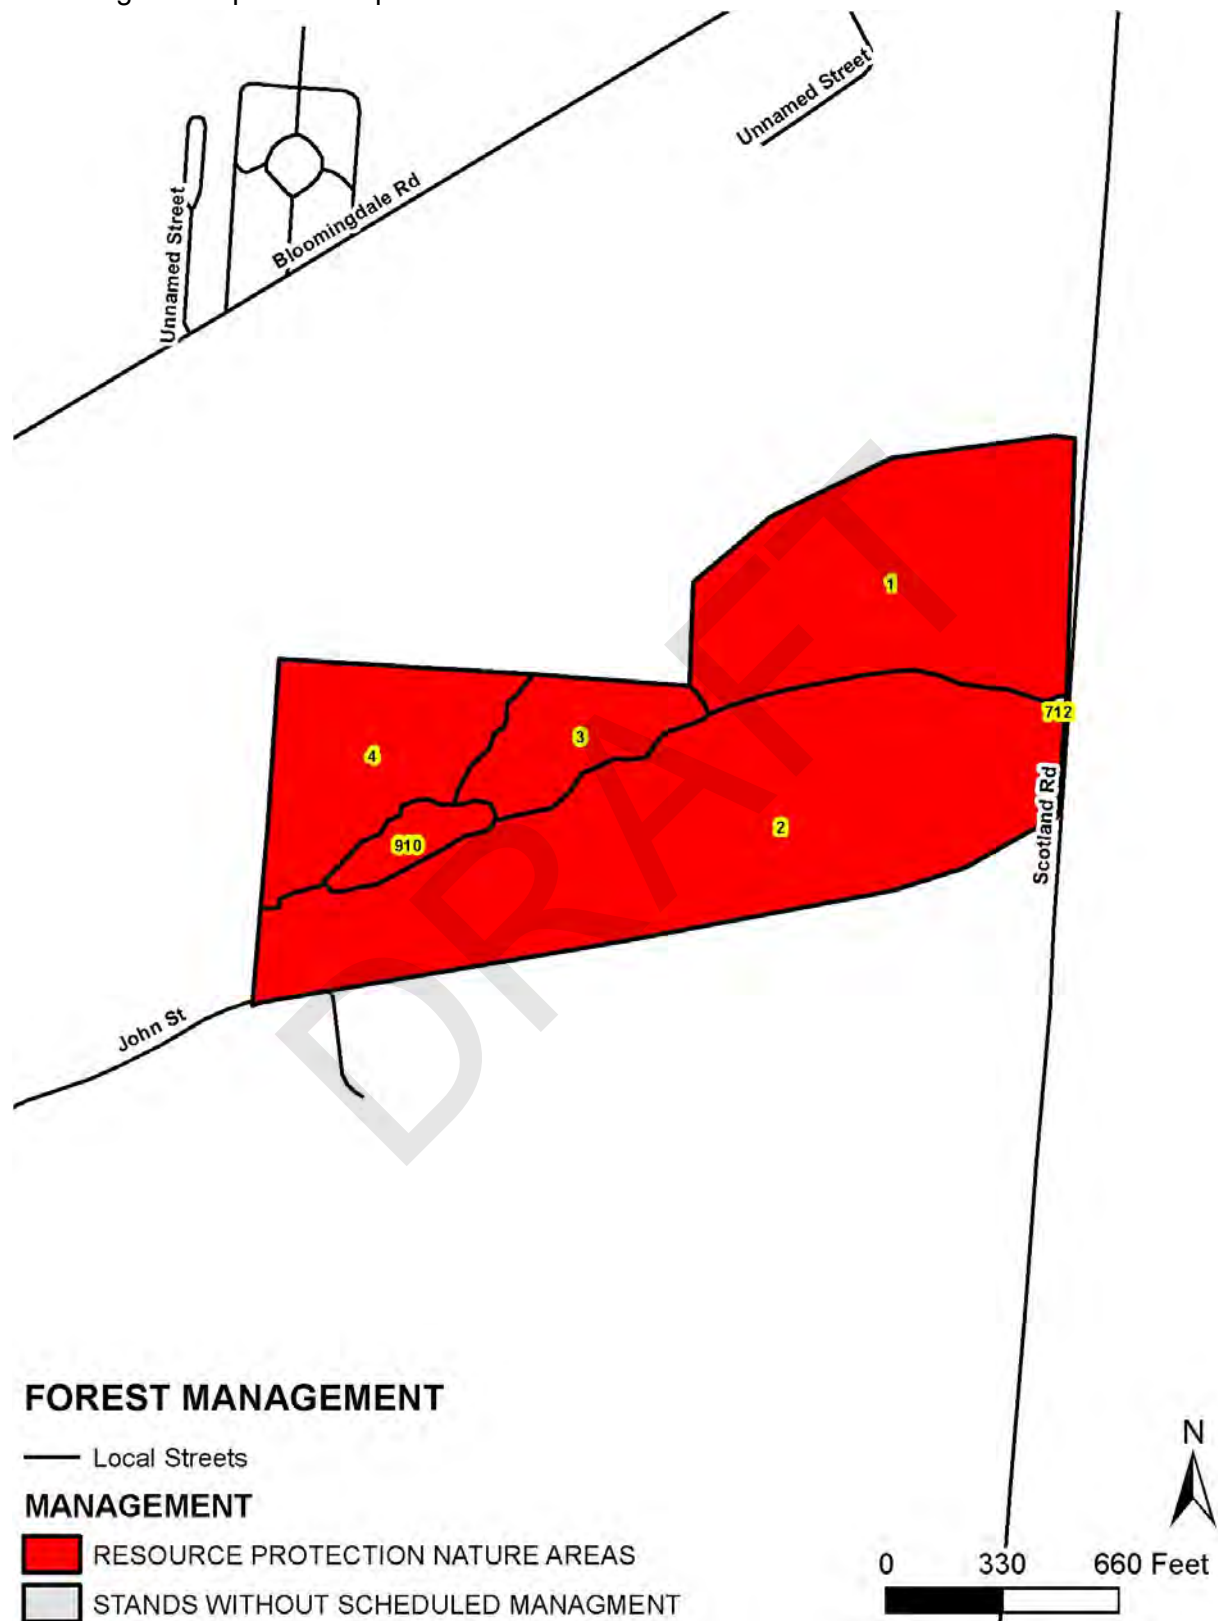 Unnamed Street
Unnamed Street
Bloomingdale Rd
1
712
3
4
2
910
Scotland Rd
John St
DRAFT
FOREST MANAGEMENT
Local Streets
N
MANAGEMENT
RESOURCE PROTECTION NATURE AREAS
0 330 660 Feet
STANDS WITHOUT SCHEDULED MANAGMENT